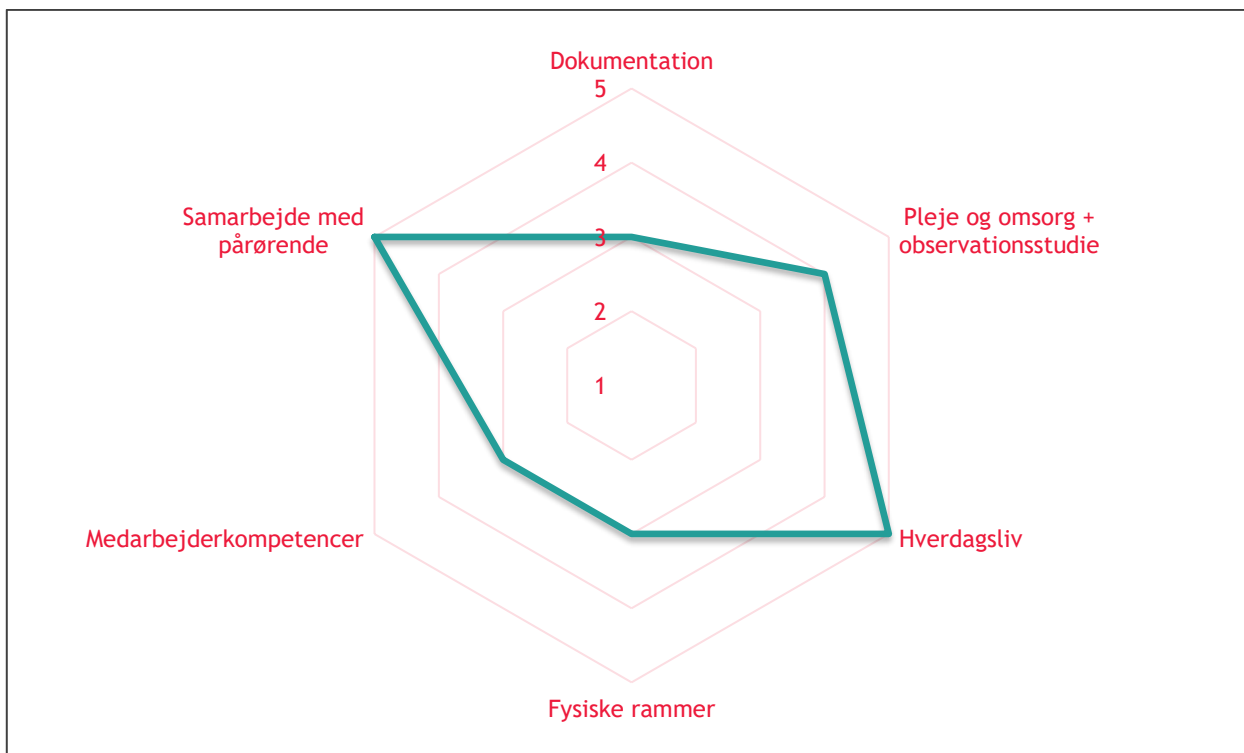 Dokumentation
5
4
3
2
1
Pleje og omsorg +
observationsstudie
Hverdagsliv
Fysiske rammer
Medarbejderkompetencer
Samarbejde med
pårørende